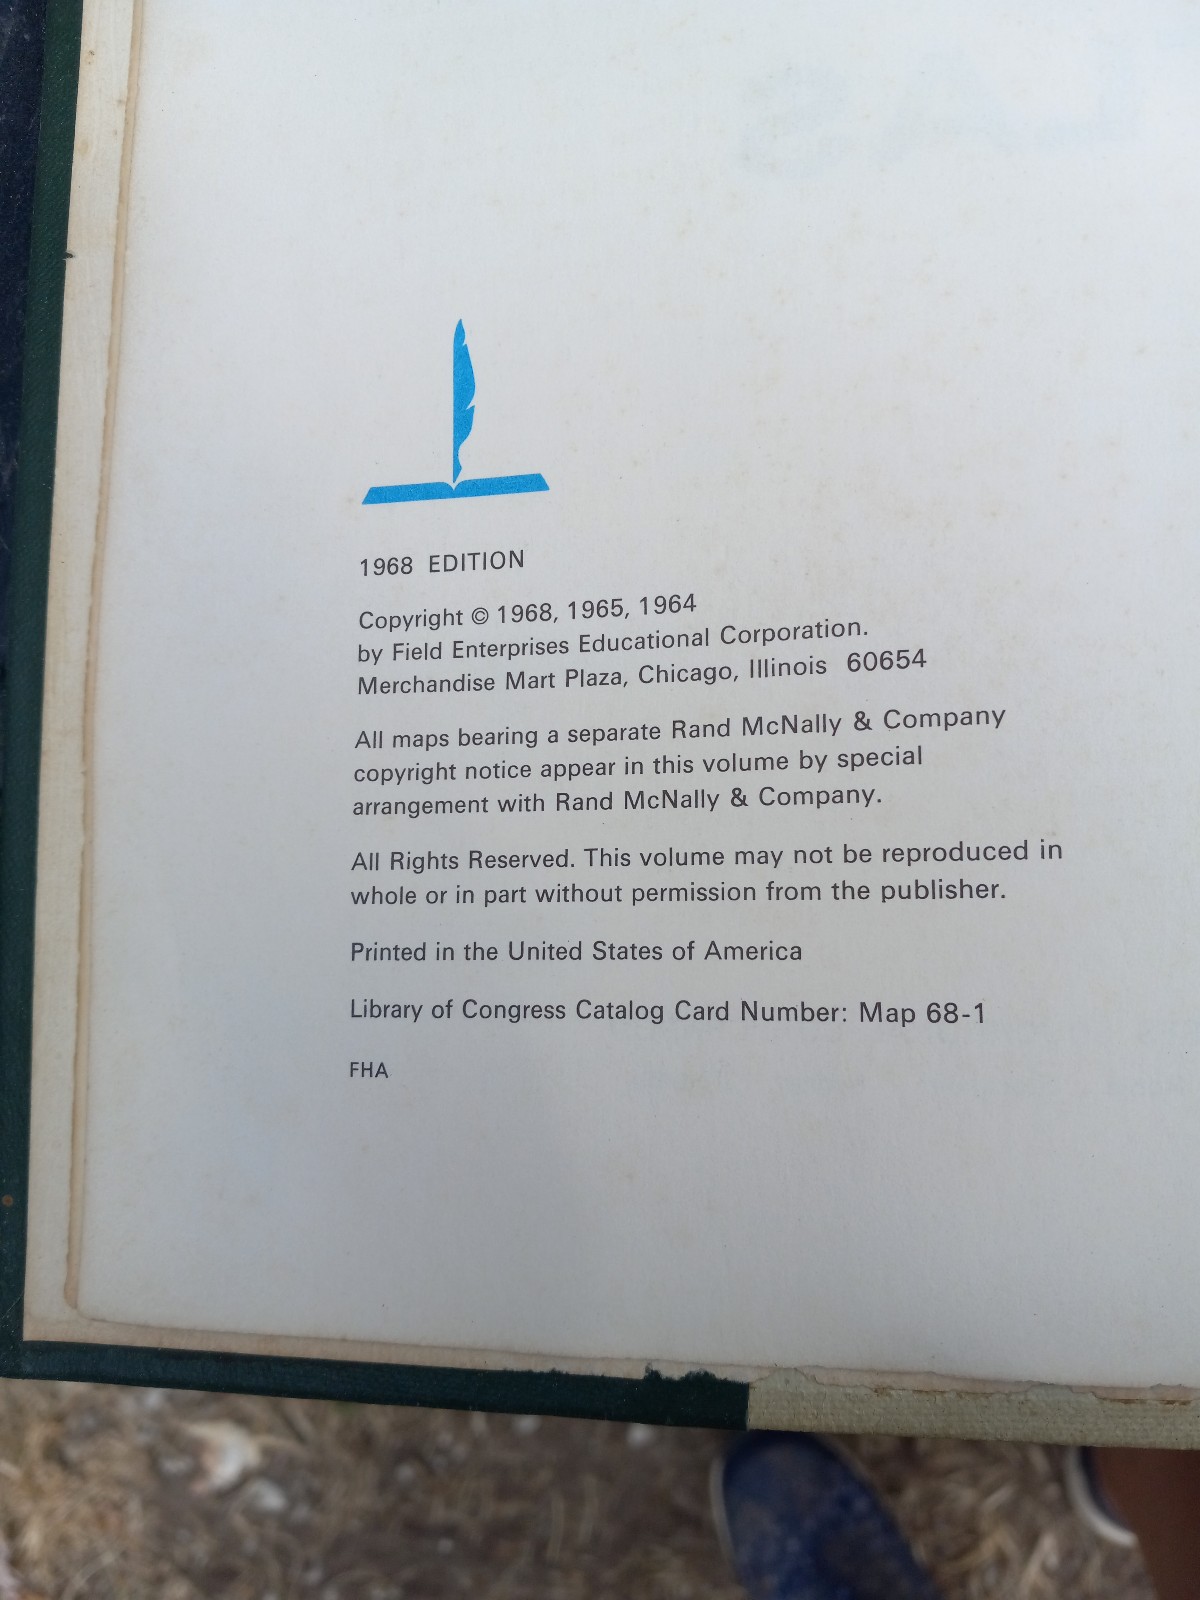 1968 EDITION
Copyright © 1968, 1965, 1964
by Field Enterprises Educational Corporation.
Merchandise Mart Plaza, Chicago, Illinois 60654
All maps bearing a separate Rand McNally & Company
copyright notice appear in this volume by special
arrangement with Rand McNally & Company.
All Rights Reserved. This volume may not be reproduced in
whole or in part without permission from the publisher.
Printed in the United States of America
Library of Congress Catalog Card Number: Map 68-1
FHA